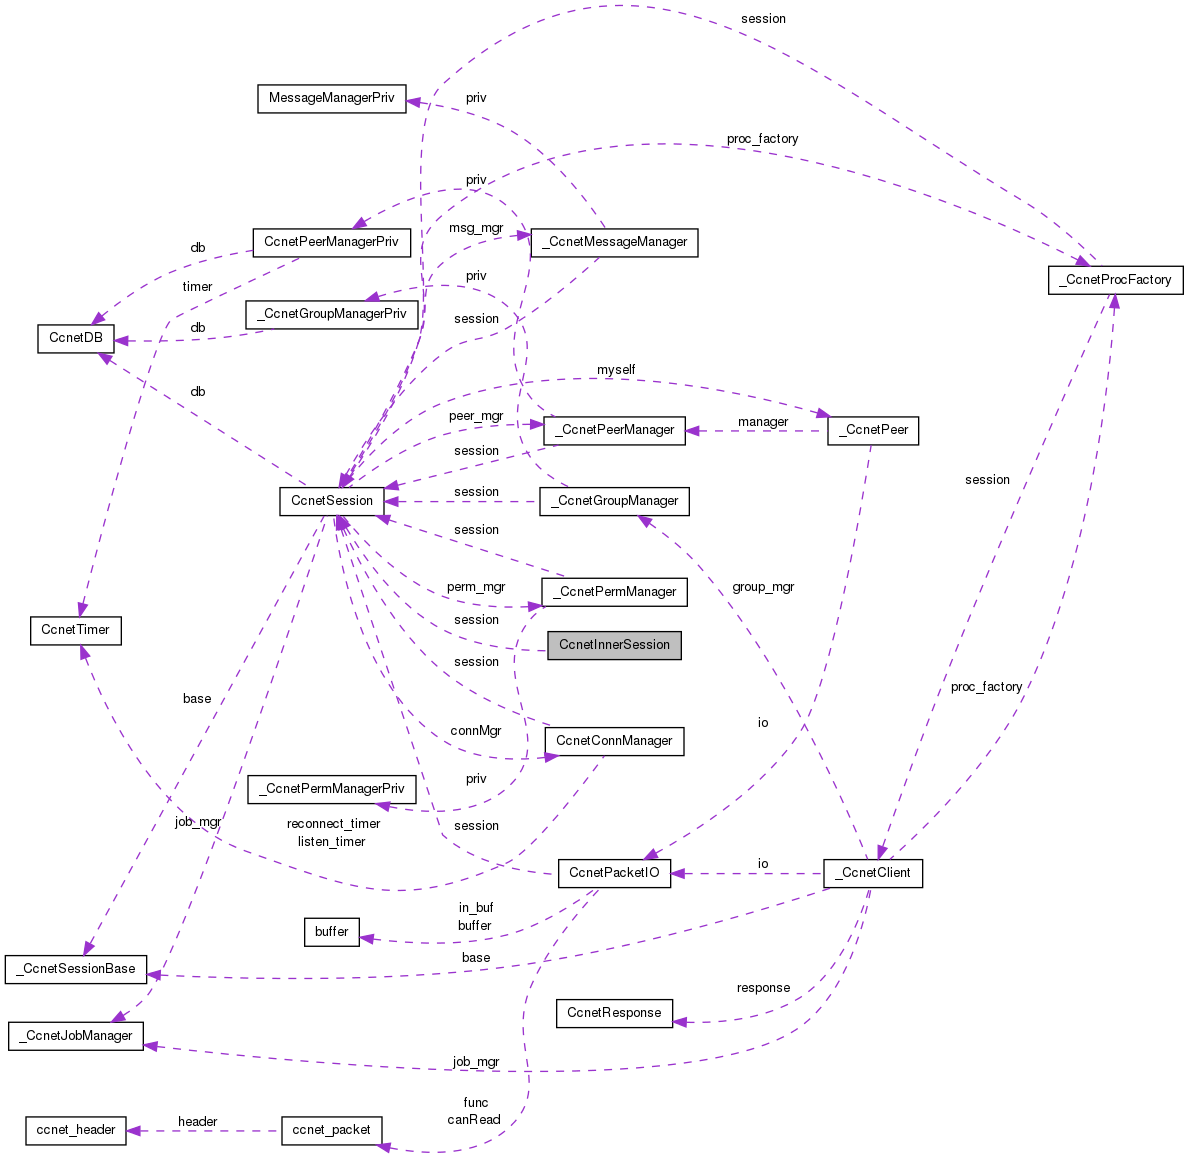 session
MessageManagerPriv
priv
proc_factory
priv
CcnetPeerManagerPriv
msg_mgr
_CcnetMessageManager
db
timer
priv
_CcnetProcFactory
_CcnetGroupManagerPriv
session
db
CcnetDB
db
myself
peer_mgr
_CcnetPeerManager
manager
_CcnetPeer
session
session
session
CcnetSession
_CcnetGroupManager
session
perm_mgr
_CcnetPermManager
group_mgr
CcnetTimer
session
CcnetInnerSession
session
base
proc_factory
connMgr
CcnetConnManager
io
priv
_CcnetPermManagerPriv
job_mgr
reconnect_timer
listen_timer
session
CcnetPacketIO
io
_CcnetClient
in_buf
buffer
buffer
base
_CcnetSessionBase
response
CcnetResponse
_CcnetJobManager
job_mgr
func
canRead
ccnet_header
header
ccnet_packet